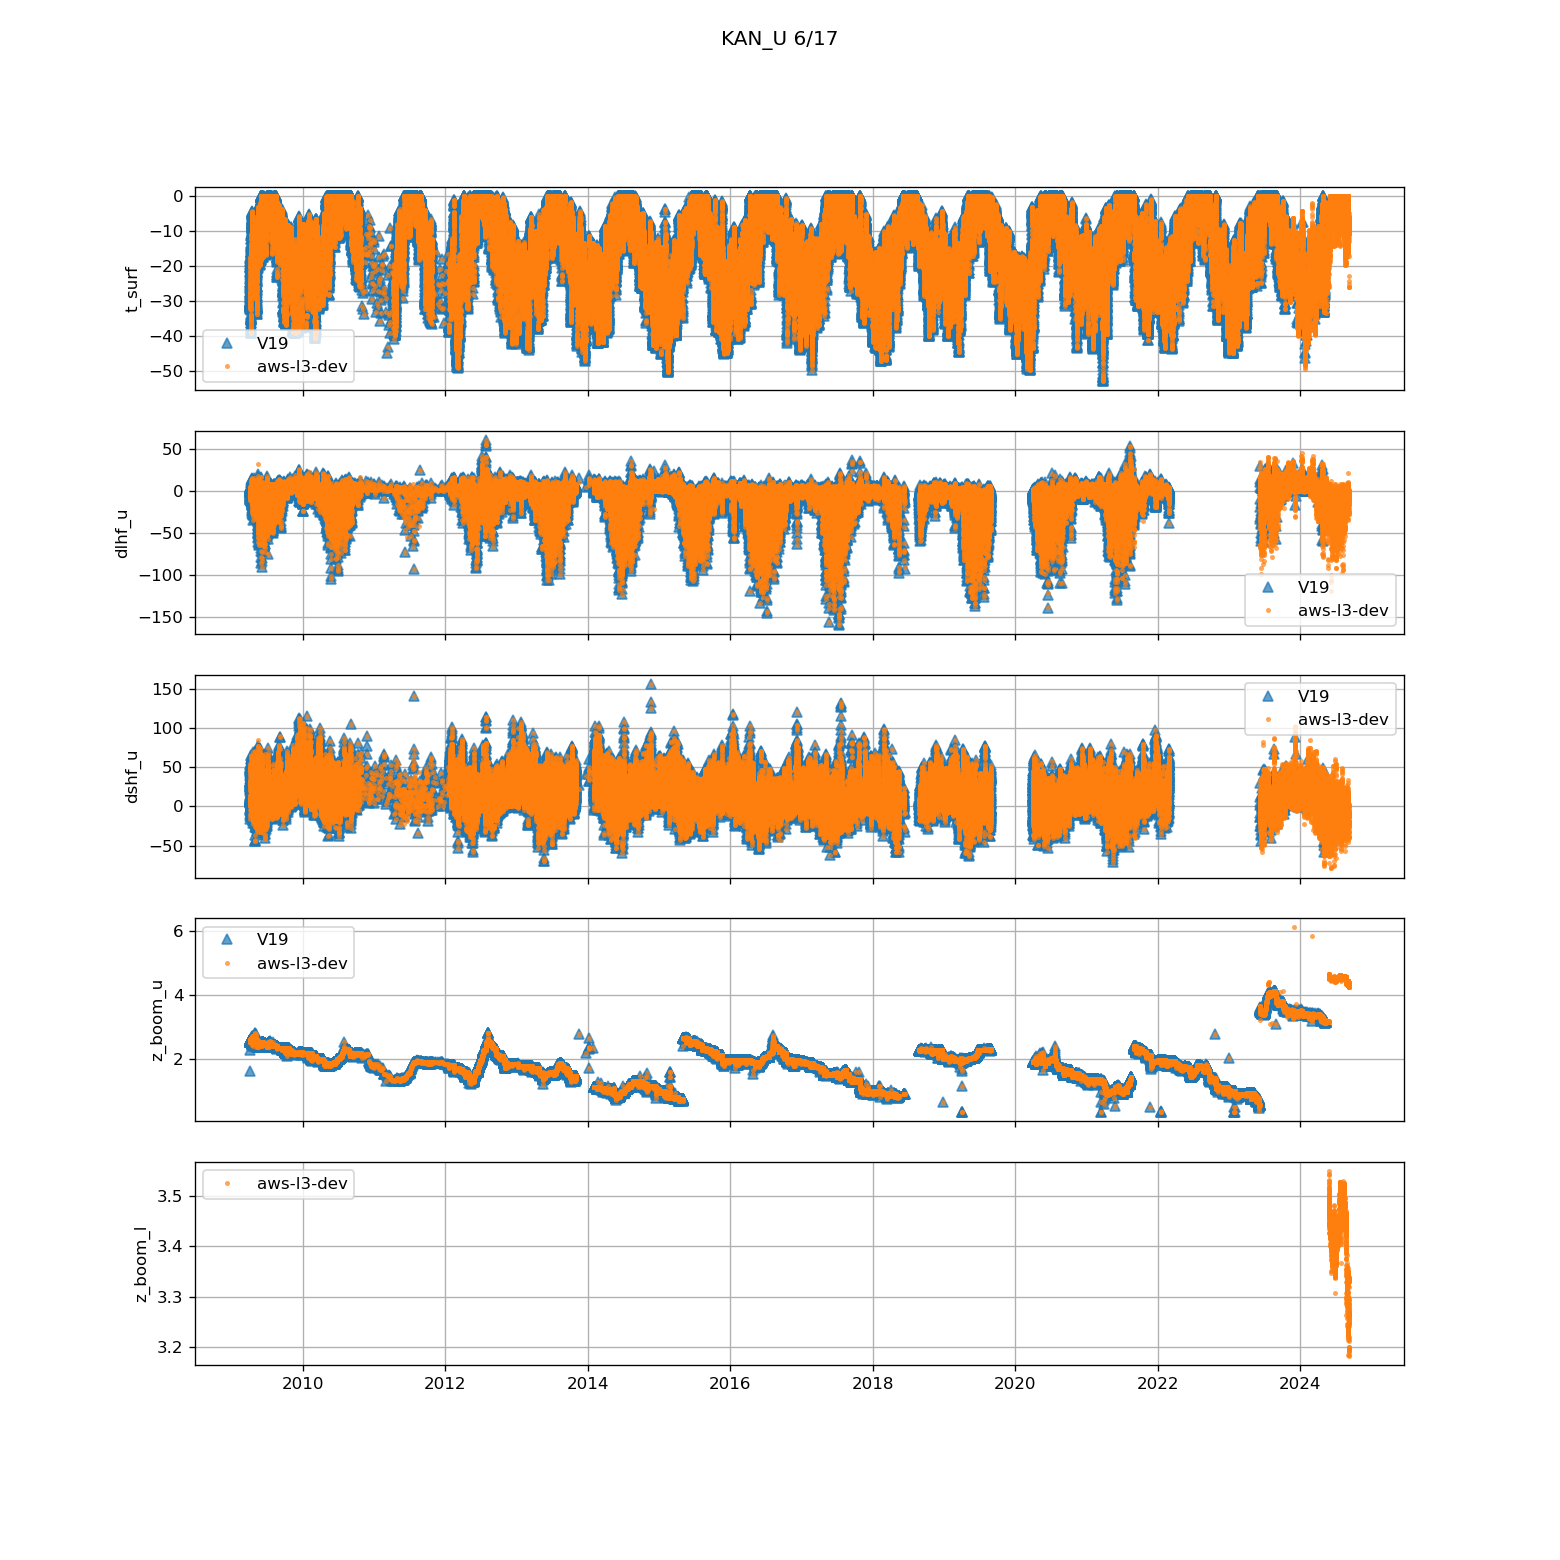 KAN_U 6/17
0
−10
−20
−30
−40
−50
t_surf
V19
aws-l3-dev
50
0
−50
−100
−150
dlhf_u
V19
aws-l3-dev
150
100
50
0
−50
dshf_u
V19
aws-l3-dev
6
4
2
z_boom_u
V19
aws-l3-dev
3.5
3.4
3.3
3.2
z_boom_l
aws-l3-dev
2010 2012 2014 2016 2018 2020 2022 2024